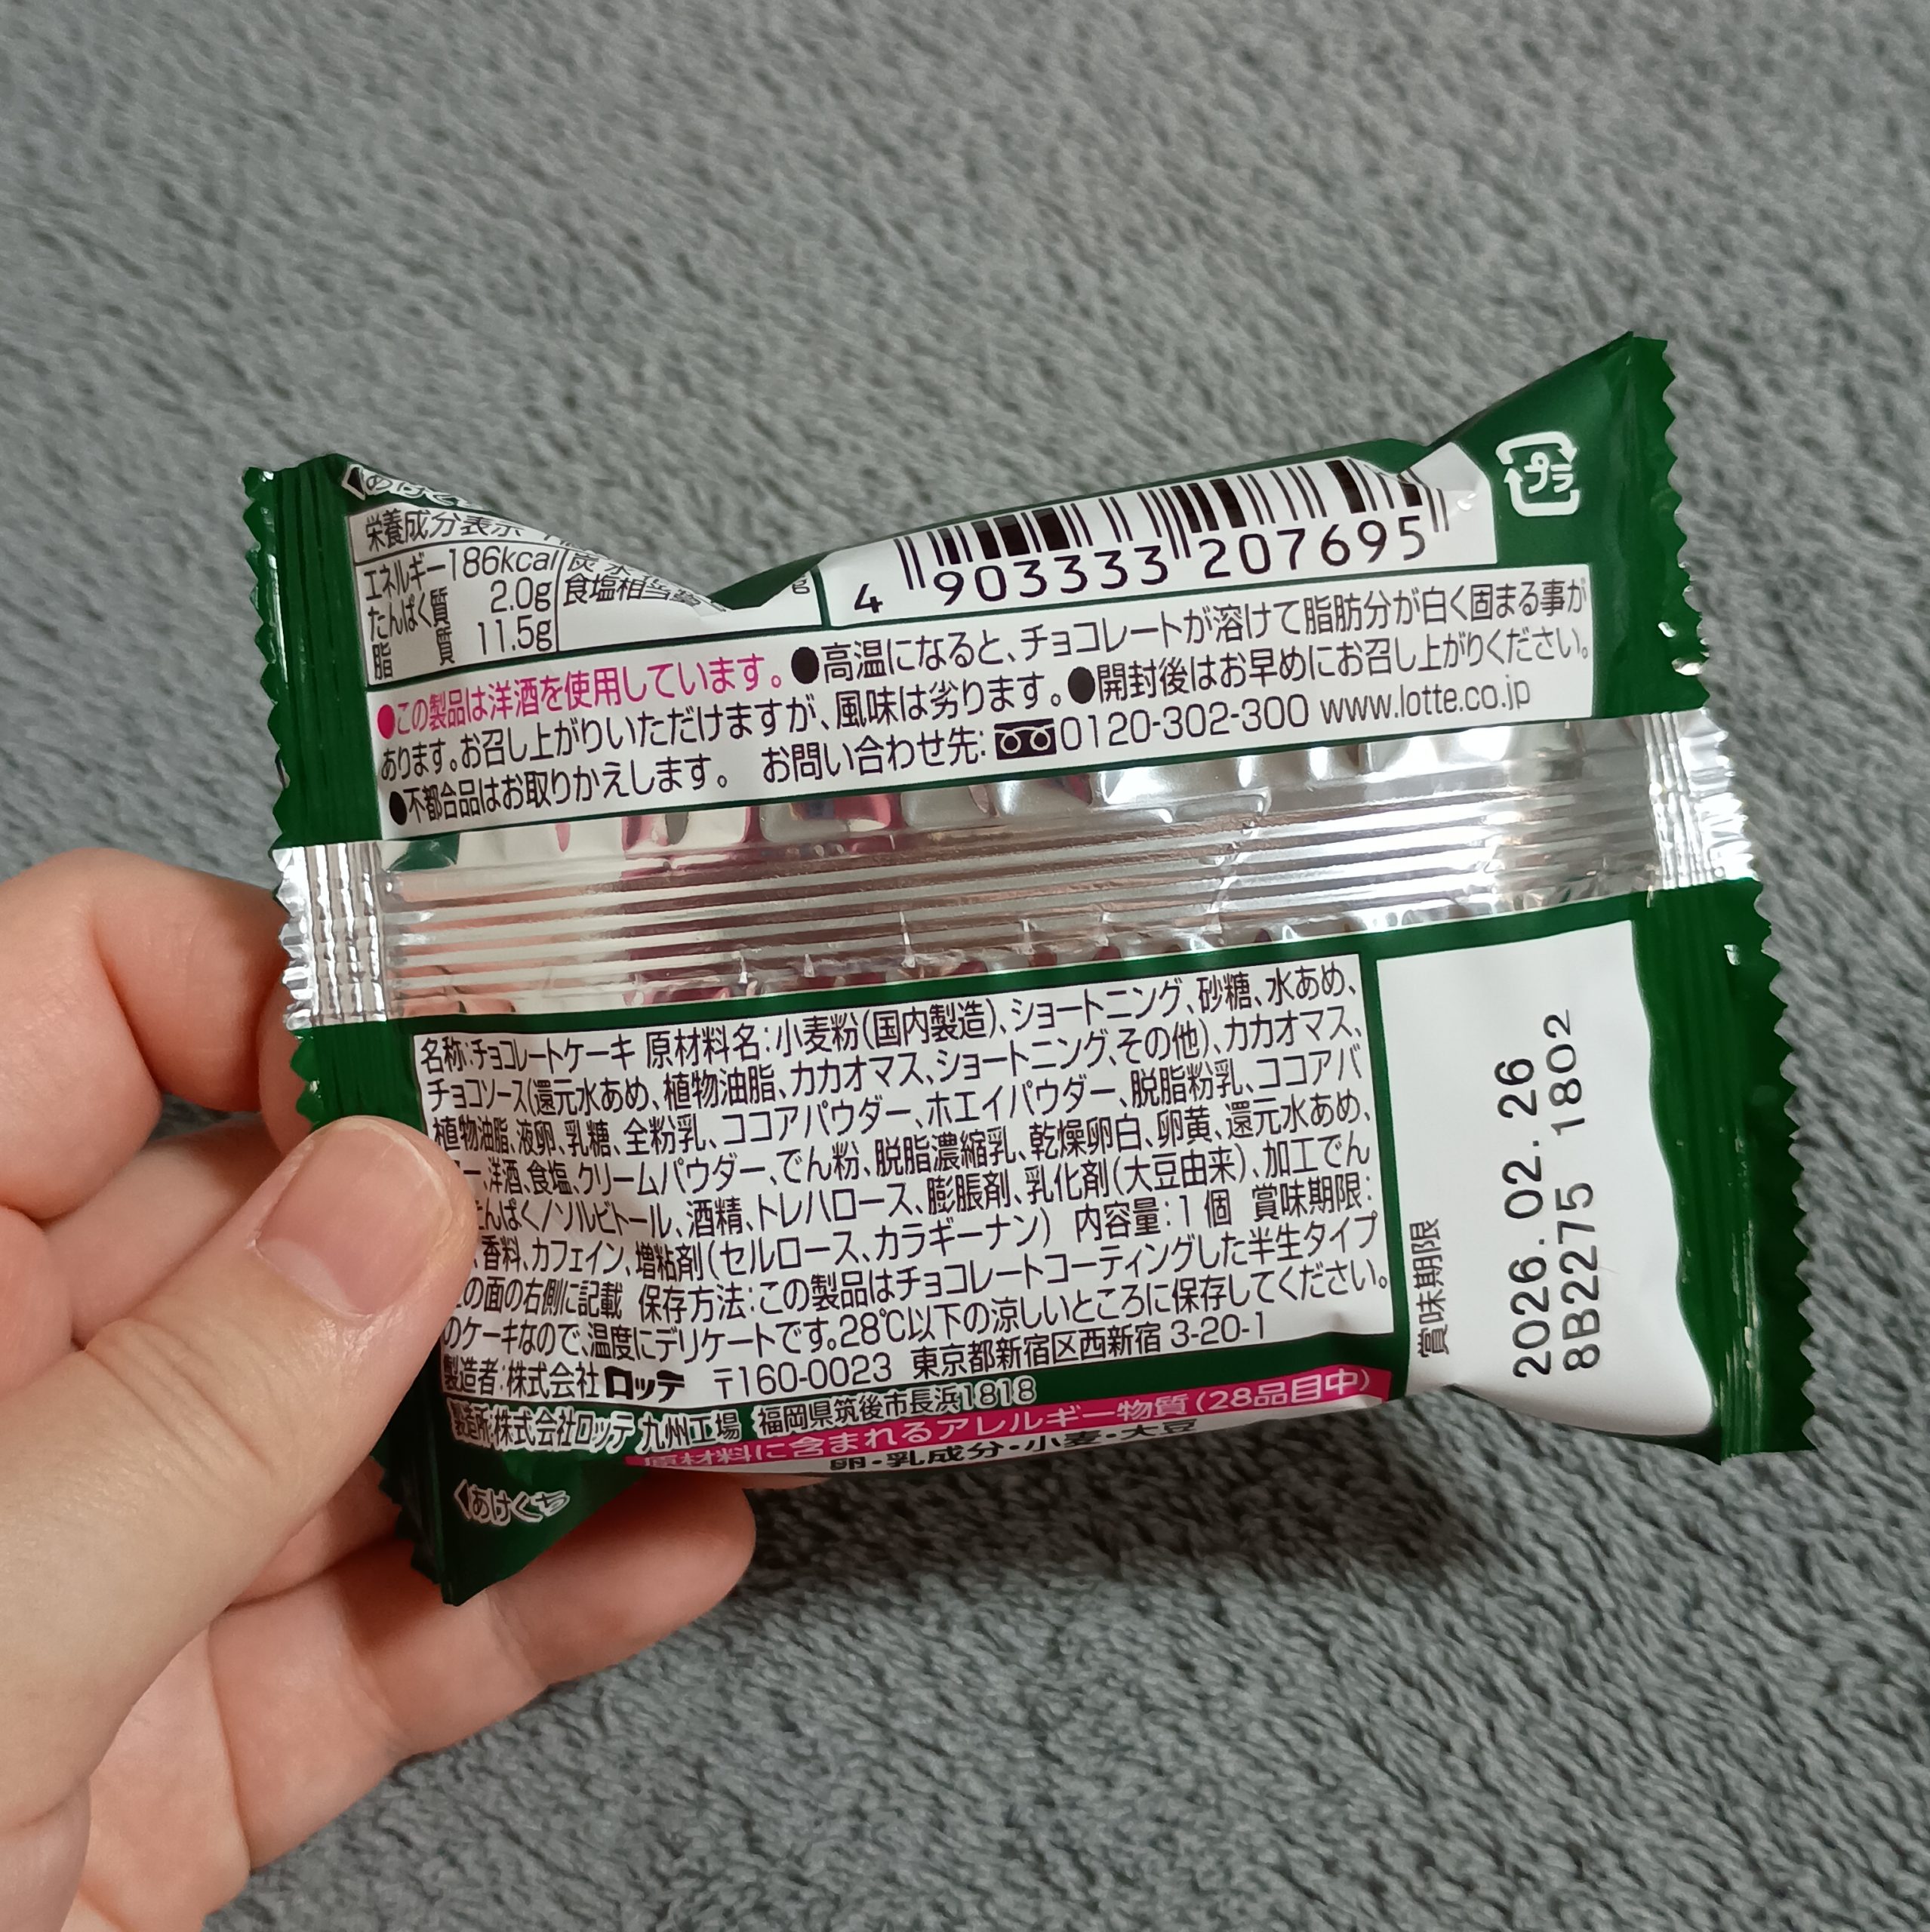 栄養成分表示
エネルギー 186kcal
たんぱく質 2.0g 食塩相当
脂 質 11.5g
g
4 903333 207695
プラ
●この製品は洋酒を使用しています。●高温になると、チョコレートが溶けて脂肪分が白く固まる事が
あります。お召し上がりいただけますが、風味は劣ります。●開封後はお早めにお召し上がりください。
●不都合品はお取りかえします。 お問い合わせ先: 0120-302-300 www.lotte.co.jp
名称:チョコレートケーキ 原材料名:小麦粉(国内製造)、ショートニング、砂糖、水あめ、
チョコソース(還元水あめ、植物油脂、カカオマス、ショートニング、その他)、カカオマス、
植物油脂、液卵、乳糖、全粉乳、ココアパウダー、ホエイパウダー、脱脂粉乳、ココアバ
ー、洋酒、食塩、クリームパウダー、でん粉、脱脂濃縮乳、乾燥卵白、卵黄、還元水あめ、
たんぱく/ソルビトール、酒精、トレハロース、膨脹剤、乳化剤(大豆由来)、加工でん
、香料、カフェイン、増粘剤(セルロース、カラギーナン) 内容量:1個 賞味期限:
の面の右側に記載 保存方法:この製品はチョコレートコーティングした半生タイプ
のケーキなので、温度にデリケートです。28℃以下の涼しいところに保存してください。
製造者:株式会社ロッテ 〒160-0023 東京都新宿区西新宿 3-20-1
製造所:株式会社ロッテ 九州工場 福岡県筑後市長浜1818
原材料に含まれるアレルギー物質(28品目中)
卵・乳成分・小麦・大豆
あけくち
賞味期限
2026.02.26
8B2275 1802